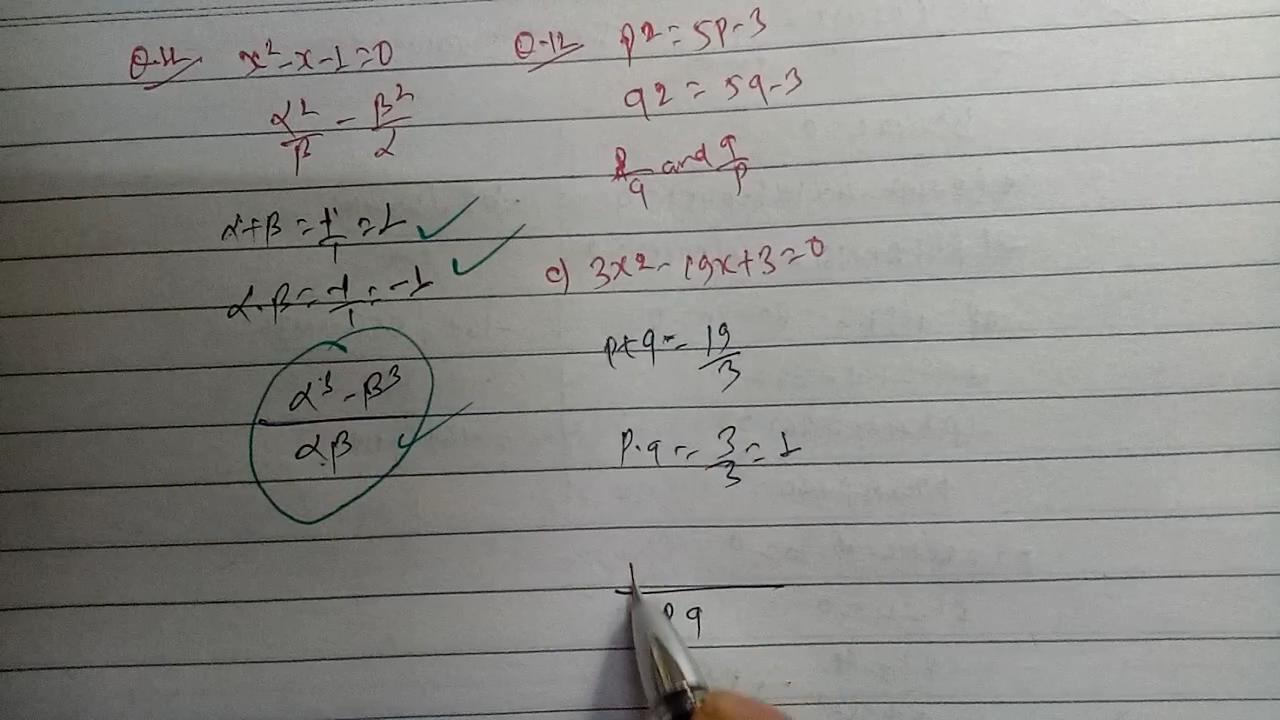 Q-11 x² - x - 1 = 0
α²/β - β²/α
α+β = 1/1 = 1
α·β = -1/1 = -1
α³ - β³
αβ
Q-12 p2 = 5p-3
q2 = 5q-3
p/q and q/p
c) 3x2 - 19x+3=0
p+q = 19/3
p·q = 3/3 = 1
pq